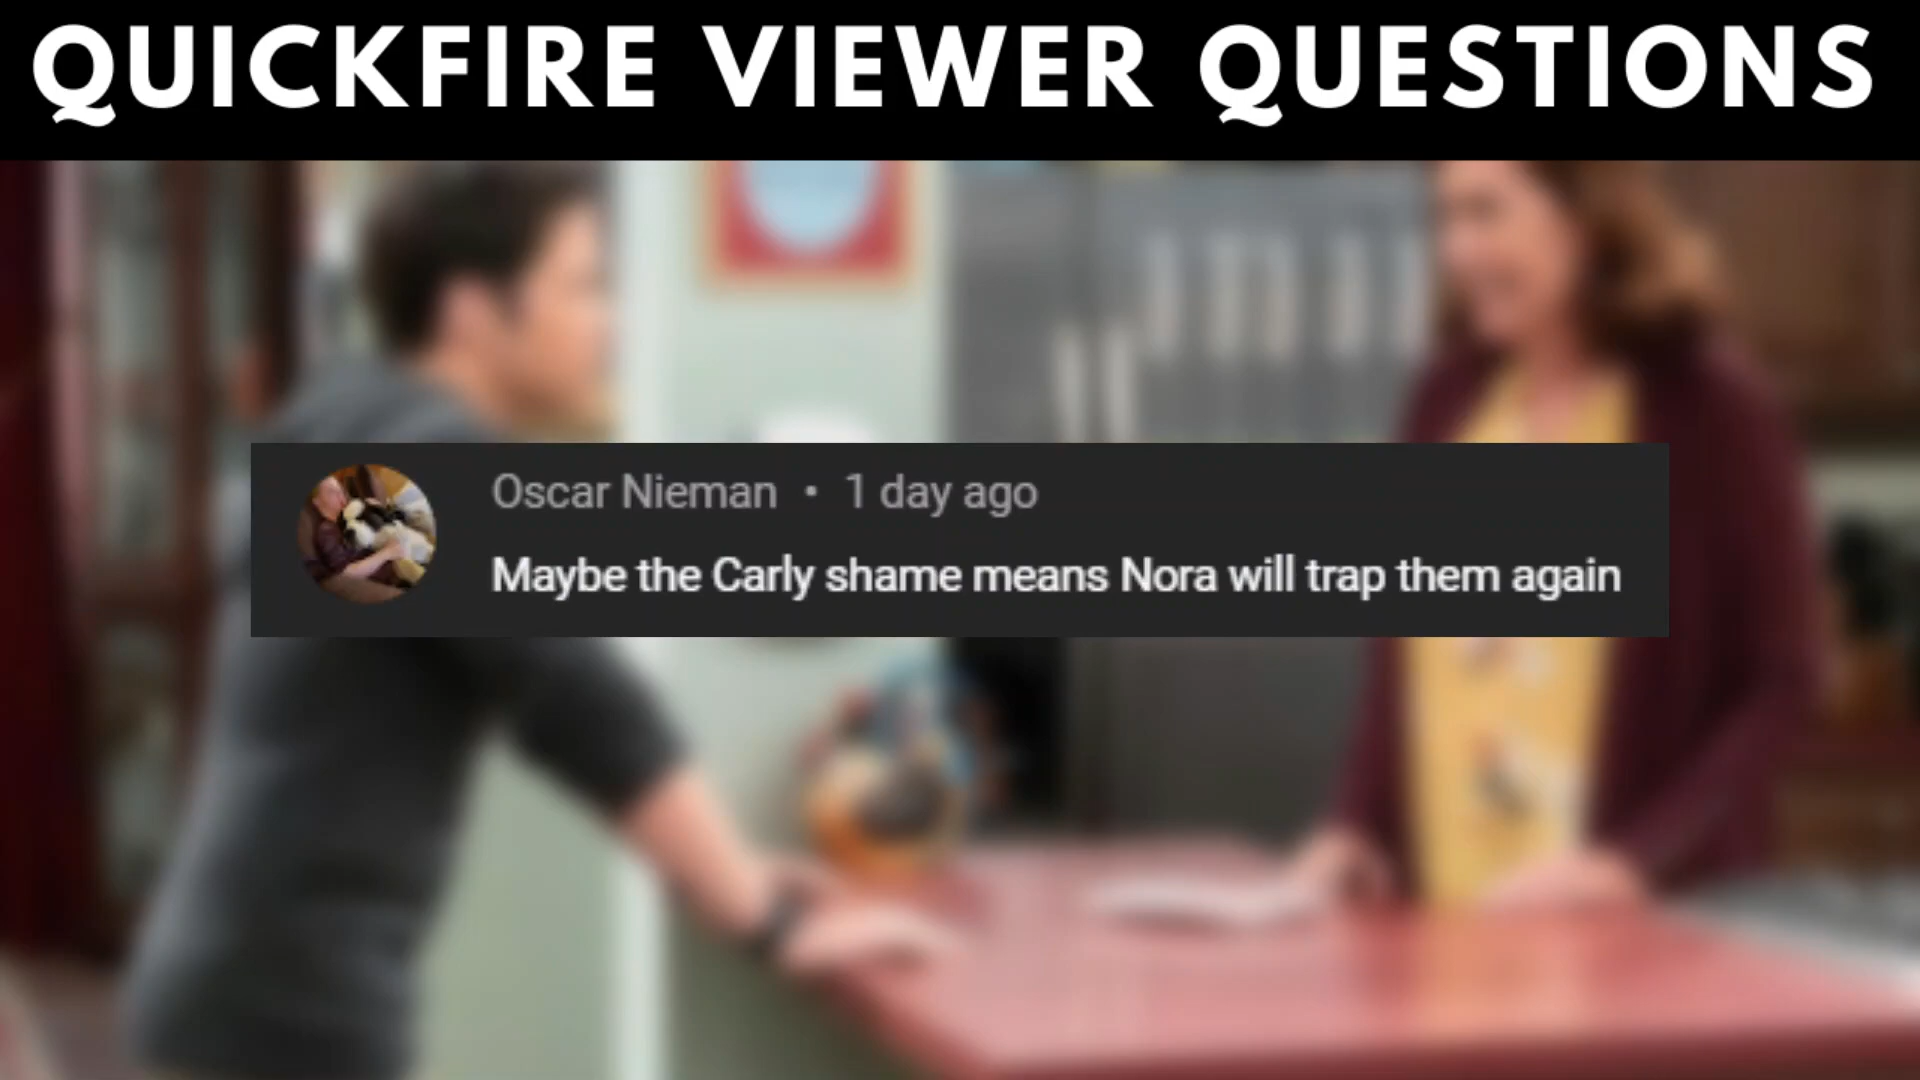 QUICKFIRE VIEWER QUESTIONS
Oscar Nieman • 1 day ago
Maybe the Carly shame means Nora will trap them again